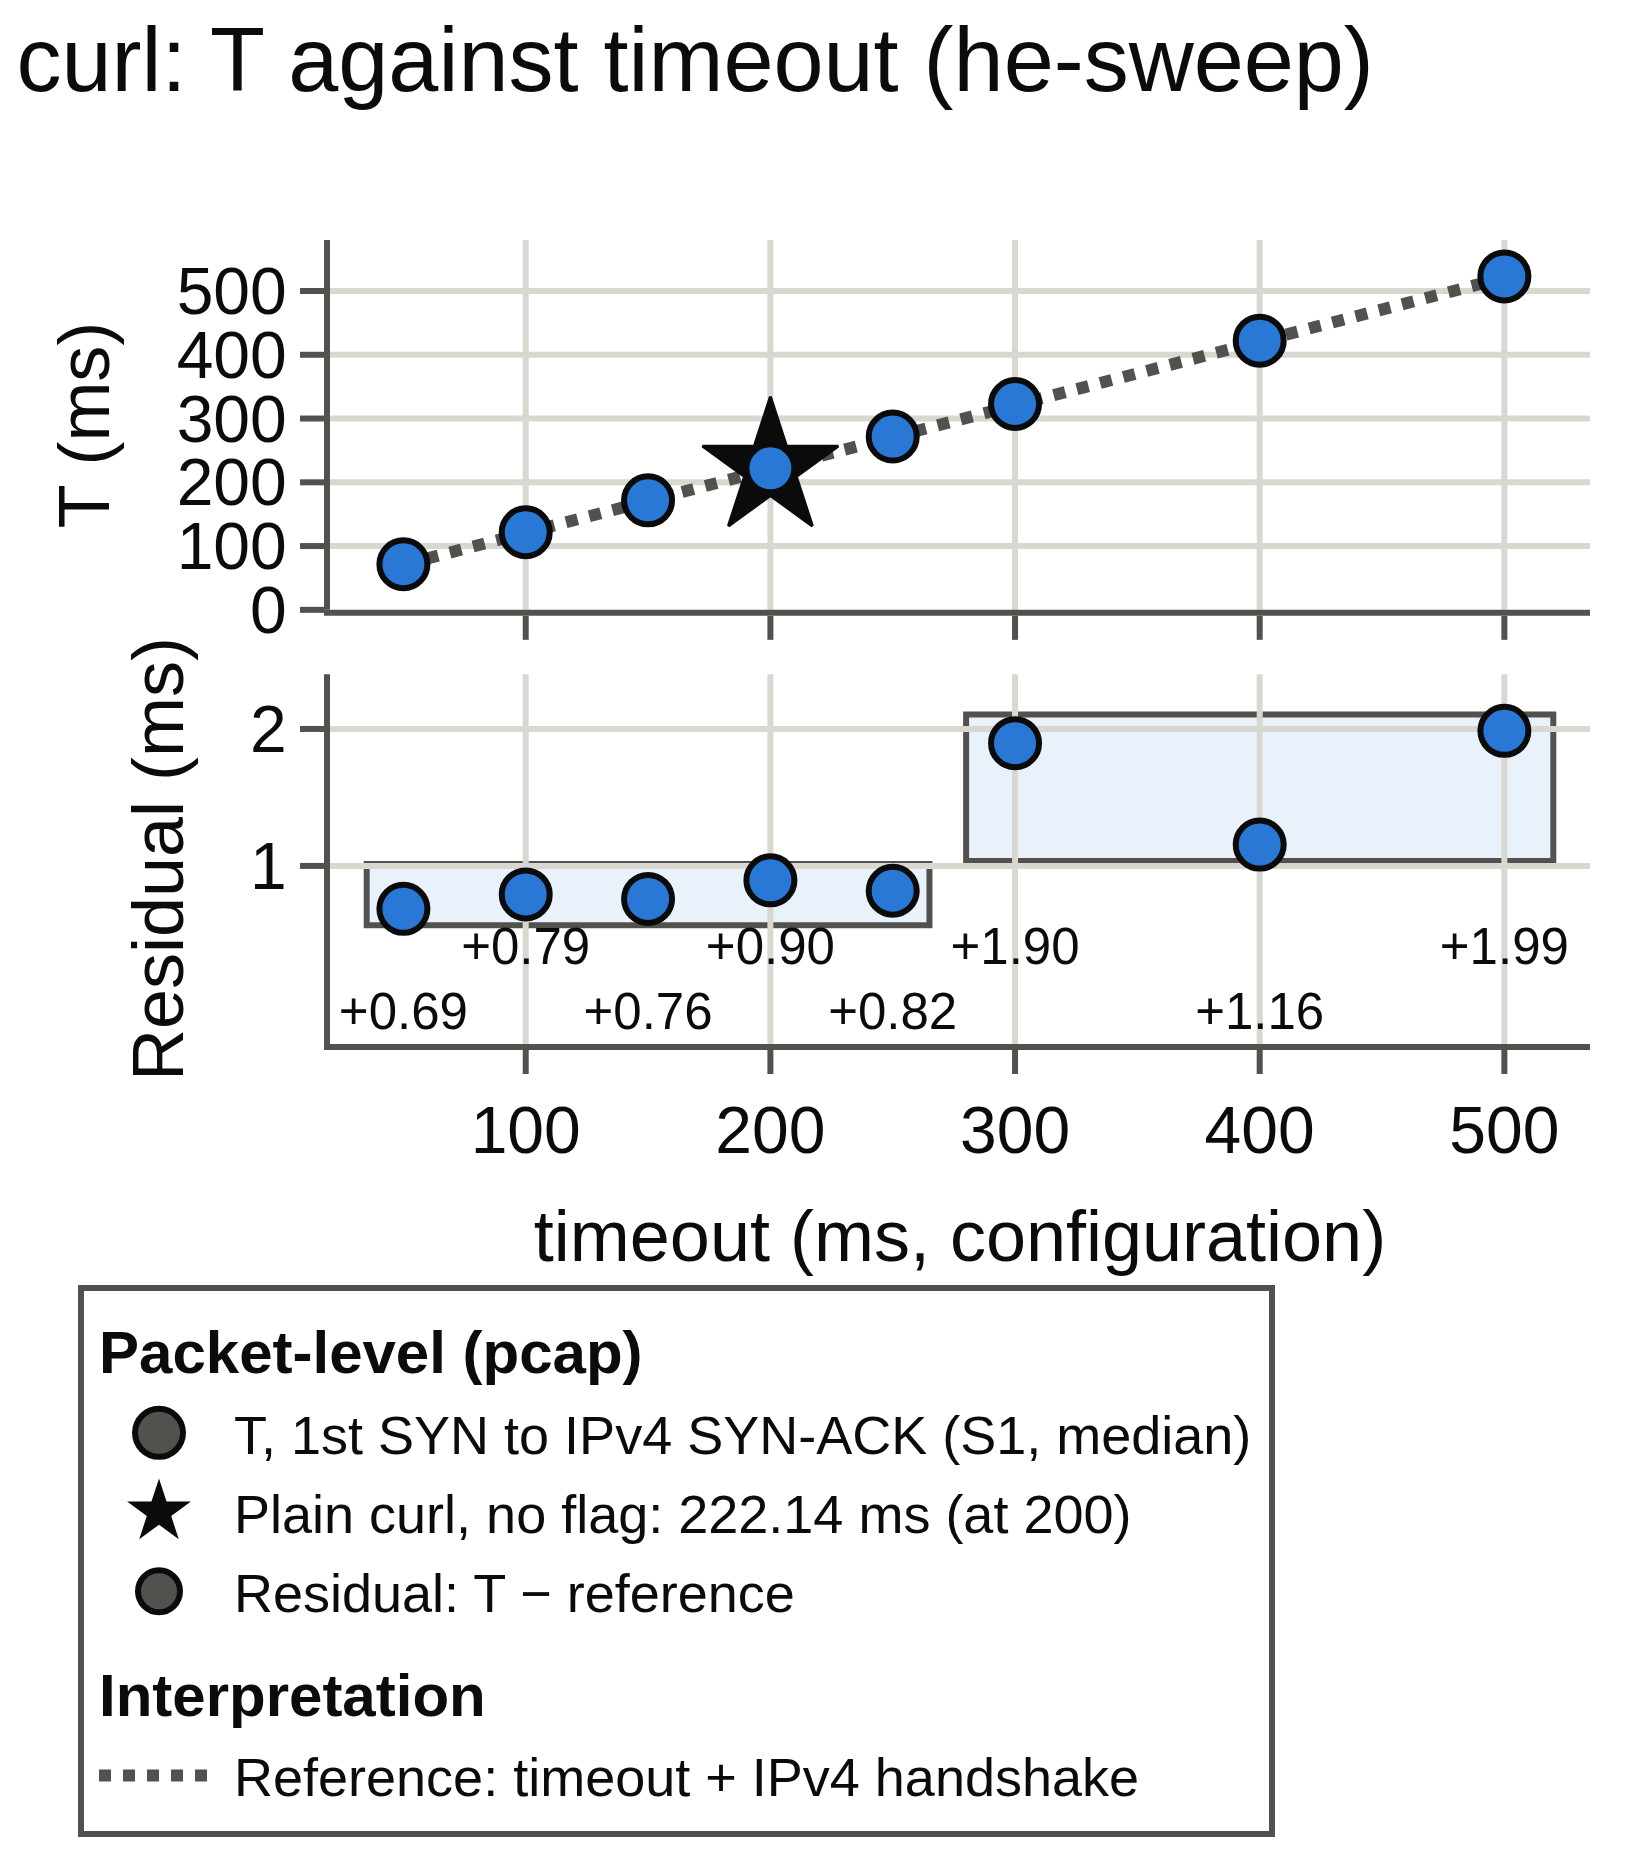 curl: T against timeout (he-sweep)
T (ms)
500
400
300
200
100
0
Residual (ms)
2
1
+0.79
+0.90
+1.90
+1.99
+0.69
+0.76
+0.82
+1.16
100 200 300 400 500
timeout (ms, configuration)
Packet-level (pcap)
T, 1st SYN to IPv4 SYN-ACK (S1, median)
Plain curl, no flag: 222.14 ms (at 200)
Residual: T − reference
Interpretation
Reference: timeout + IPv4 handshake